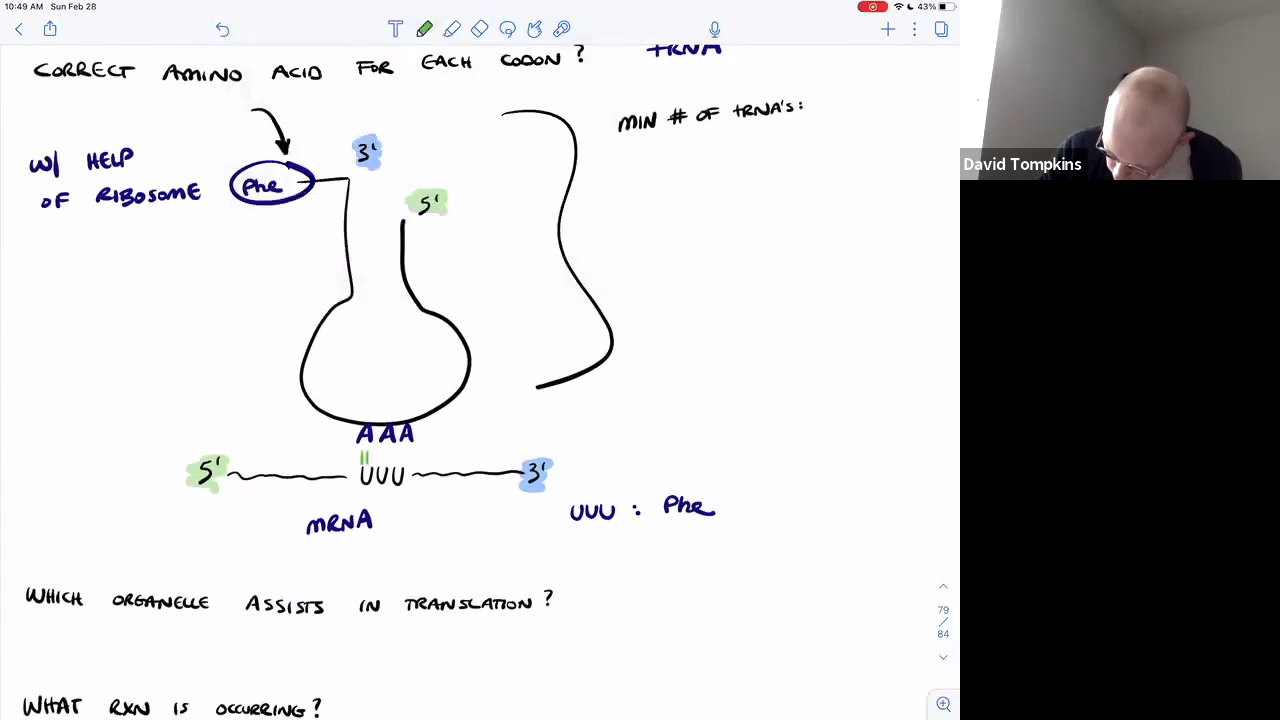 10:49 AM Sun Feb 28
43%
tRNA
CORRECT AMINO ACID FOR EACH CODON?
MIN # OF tRNA'S:
W/ HELP
OF RIBOSOME
Phe
3'
5'
David Tompkins
AAA
5'
UUU
3'
mRNA
UUU : Phe
WHICH ORGANELLE ASSISTS IN TRANSLATION?
79
/
84
WHAT RXN IS OCCURRING?